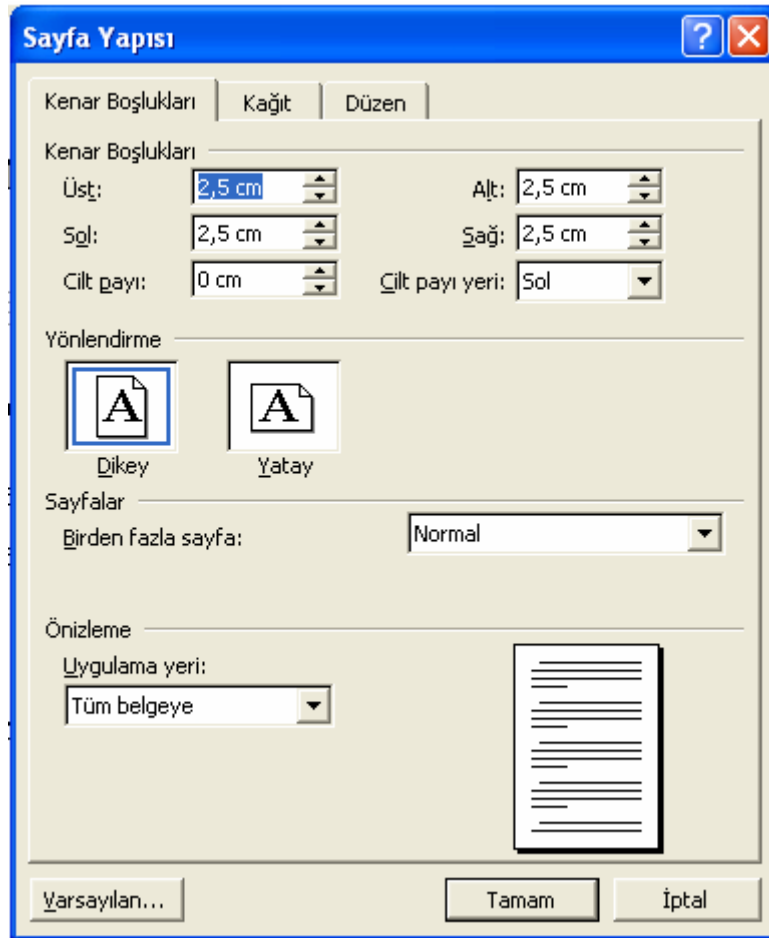 Sayfa Yapısı
Kenar Boşlukları Kağıt Düzen
Kenar Boşlukları
Üst: 2,5 cm Alt: 2,5 cm
Sol: 2,5 cm Sağ: 2,5 cm
Cilt payı: 0 cm Cilt payı yeri: Sol
Yönlendirme
A A
Dikey Yatay
Sayfalar
Birden fazla sayfa: Normal
Önizleme
Uygulama yeri:
Tüm belgeye
Varsayılan... Tamam İptal